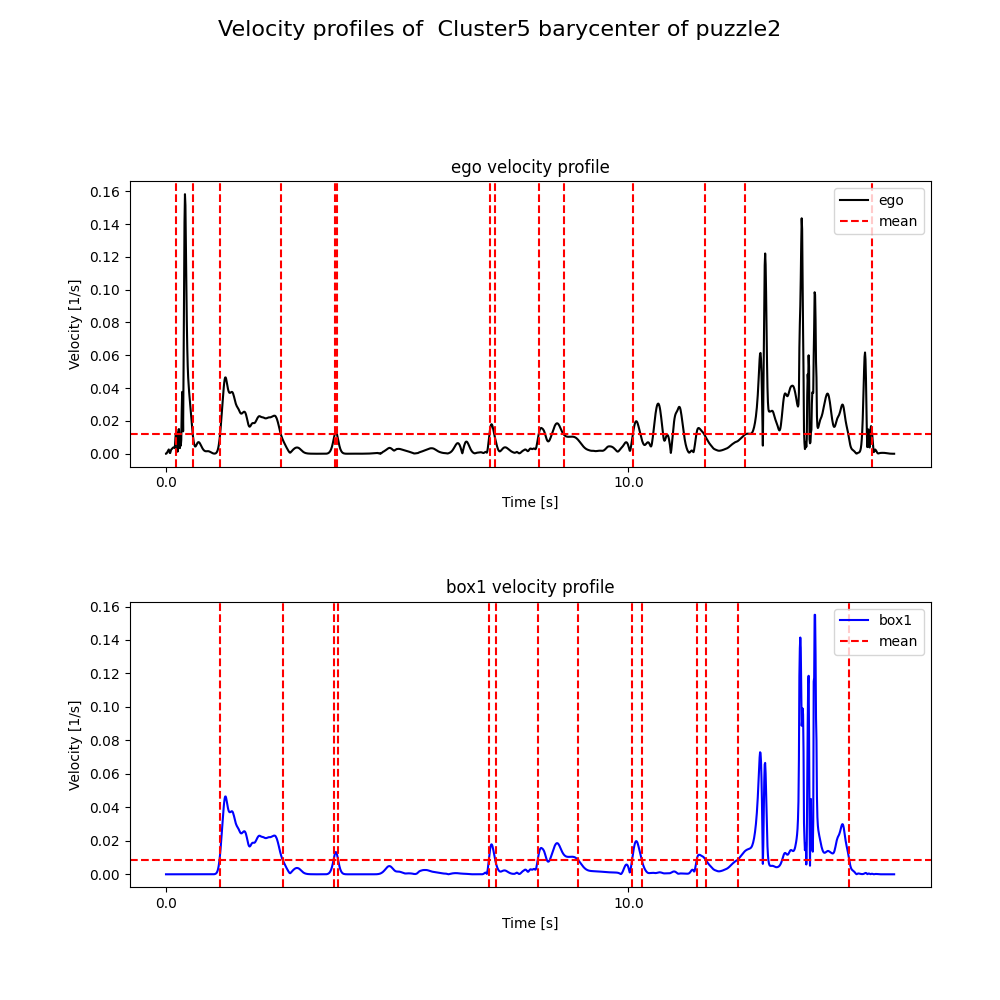 Velocity profiles of  Cluster5 barycenter of puzzle2
ego velocity profile
Velocity [1/s]
0.16
0.14
0.12
0.10
0.08
0.06
0.04
0.02
0.00
ego
mean
0.0
10.0
Time [s]
box1 velocity profile
Velocity [1/s]
0.16
0.14
0.12
0.10
0.08
0.06
0.04
0.02
0.00
box1
mean
0.0
10.0
Time [s]